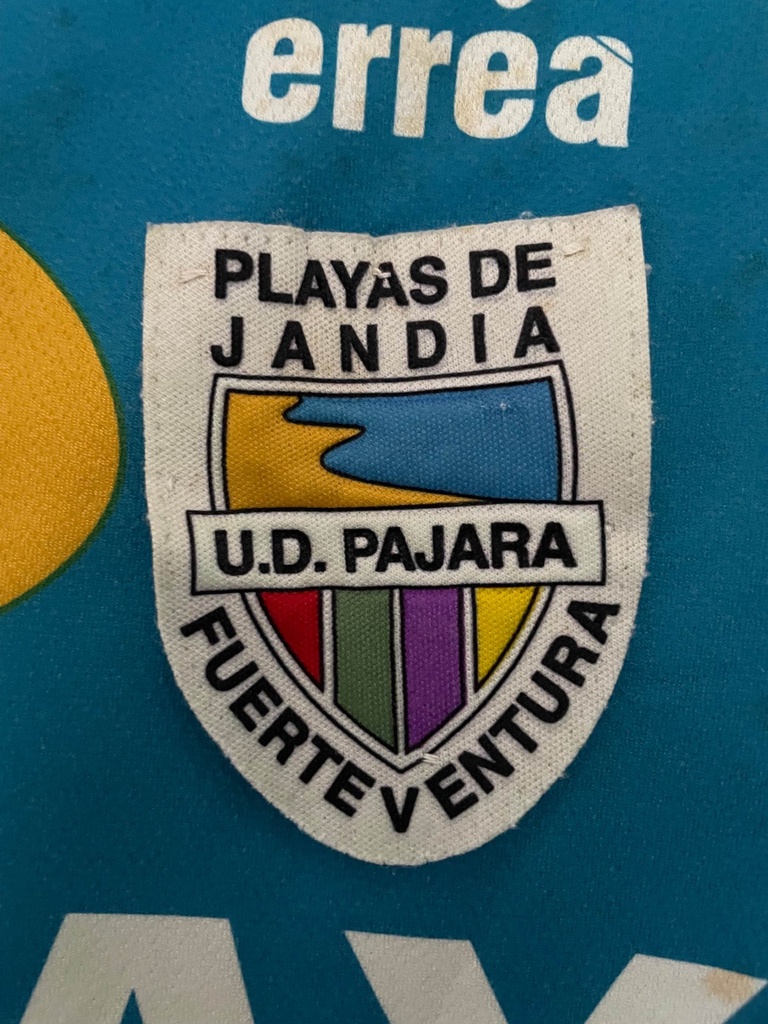 erreà
PLAYAS DE
JANDIA
U.D. PAJARA
FUERTEVENTURA